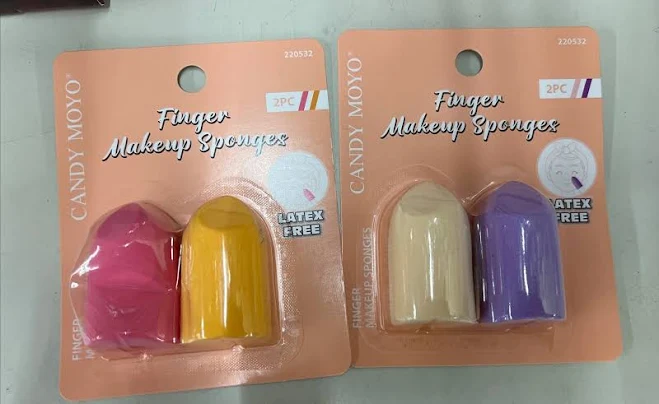 220532
CANDY MOYO®
2PC
Finger
Makeup Sponges
LATEX
FREE
FINGER
220532
CANDY MOYO®
2PC
Finger
Makeup Sponges
LATEX
FREE
FINGER
MAKEUP SPONGES